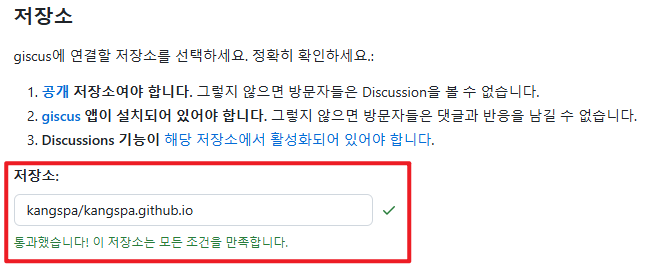 저장소
giscus에 연결할 저장소를 선택하세요. 정확히 확인하세요.:
1. 공개 저장소여야 합니다. 그렇지 않으면 방문자들은 Discussion을 볼 수 없습니다.
2. giscus 앱이 설치되어 있어야 합니다. 그렇지 않으면 방문자들은 댓글과 반응을 남길 수 없습니다.
3. Discussions 기능이 해당 저장소에서 활성화되어 있어야 합니다.
저장소:
kangspa/kangspa.github.io
통과했습니다! 이 저장소는 모든 조건을 만족합니다.